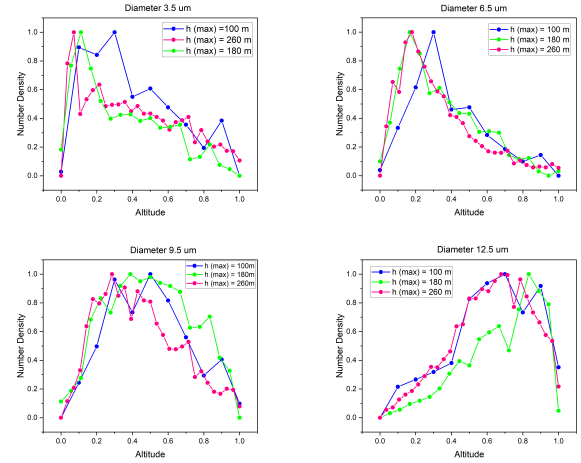 Diameter 3.5 um
h (max) =100 m
h (max) = 260 m
h (max) = 180 m
1.0
0.8
0.6
0.4
0.2
0.0
Number Density
0.0 0.2 0.4 0.6 0.8 1.0
Altitude
Diameter 6.5 um
h (max) = 100 m
h (max) = 180 m
h (max) = 260 m
1.0
0.8
0.6
0.4
0.2
0.0
Number Density
0.0 0.2 0.4 0.6 0.8 1.0
Altitude
Diameter 9.5 um
h (max) = 100m
h (max) = 180m
h (max) = 260m
1.0
0.8
0.6
0.4
0.2
0.0
Number Density
0.0 0.2 0.4 0.6 0.8 1.0
Altitude
Diameter 12.5 um
h (max) = 100 m
h (max) = 180 m
h (max) = 260 m
1.0
0.8
0.6
0.4
0.2
0.0
Number Density
0.0 0.2 0.4 0.6 0.8 1.0
Altitude